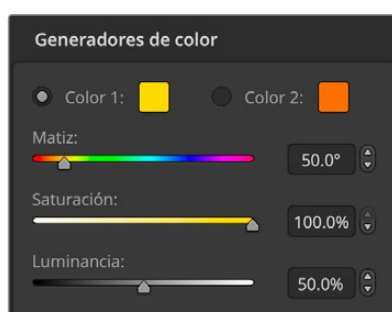 Generadores de color
Color 1: Color 2:
Matiz:
50.0°
Saturación:
100.0%
Luminancia:
50.0%